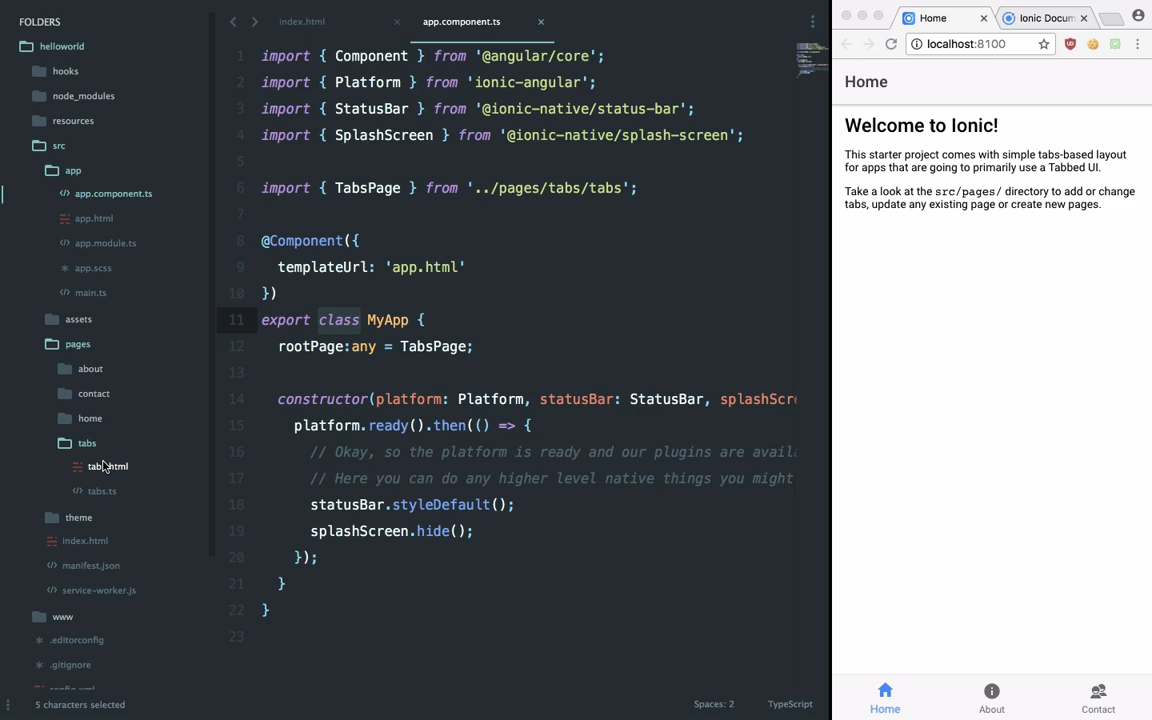 FOLDERS
helloworld
hooks
node_modules
resources
src
app
app.component.ts
app.html
app.module.ts
app.scss
main.ts
assets
pages
about
contact
home
tabs
tabs.html
tabs.ts
theme
index.html
manifest.json
service-worker.js
www
.editorconfig
.gitignore
config.xml
5 characters selected
index.html
app.component.ts
1 import { Component } from '@angular/core';
2 import { Platform } from 'ionic-angular';
3 import { StatusBar } from '@ionic-native/status-bar';
4 import { SplashScreen } from '@ionic-native/splash-screen';
5
6 import { TabsPage } from '../pages/tabs/tabs';
7
8 @Component({
9 templateUrl: 'app.html'
10 })
11 export class MyApp {
12 rootPage:any = TabsPage;
13
14 constructor(platform: Platform, statusBar: StatusBar, splashScre
15 platform.ready().then(() => {
16 // Okay, so the platform is ready and our plugins are availa
17 // Here you can do any higher level native things you might
18 statusBar.styleDefault();
19 splashScreen.hide();
20 });
21 }
22 }
23
Spaces: 2
TypeScript
Home
Ionic Docum
localhost:8100
Home
Welcome to Ionic!
This starter project comes with simple tabs-based layout
for apps that are going to primarily use a Tabbed UI.
Take a look at the src/pages/ directory to add or change
tabs, update any existing page or create new pages.
Home
About
Contact